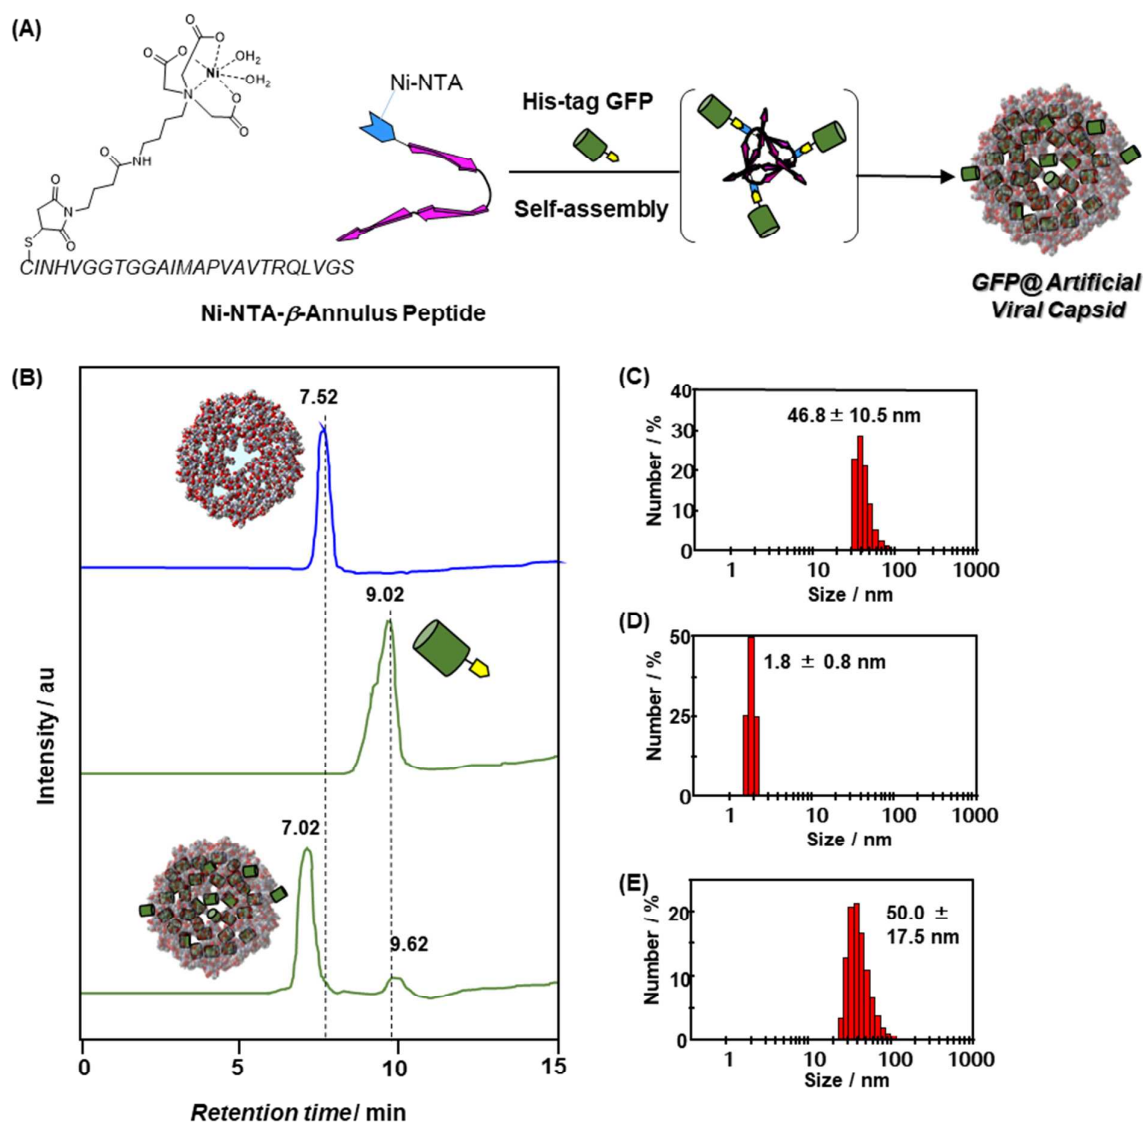 (A)
O
O
O
O
Ni
OH2
OH2
N
O
O
O
NH
O
N
S
O
CINHVGGTGGAIMAPVAVTRQLVGS
Ni-NTA-β-Annulus Peptide
Ni-NTA
His-tag GFP
Self-assembly
GFP@Artificial
Viral Capsid
(B)
7.52
9.02
7.02
9.62
Intensity / au
0 5 10 15
Retention time/ min
(C)
46.8 ± 10.5 nm
40
30
20
10
0
Number / %
1 10 100 1000
Size / nm
(D)
1.8 ± 0.8 nm
50
25
0
Number / %
1 10 100 1000
Size / nm
(E)
50.0 ±
17.5 nm
20
10
0
Number / %
1 10 100 1000
Size / nm